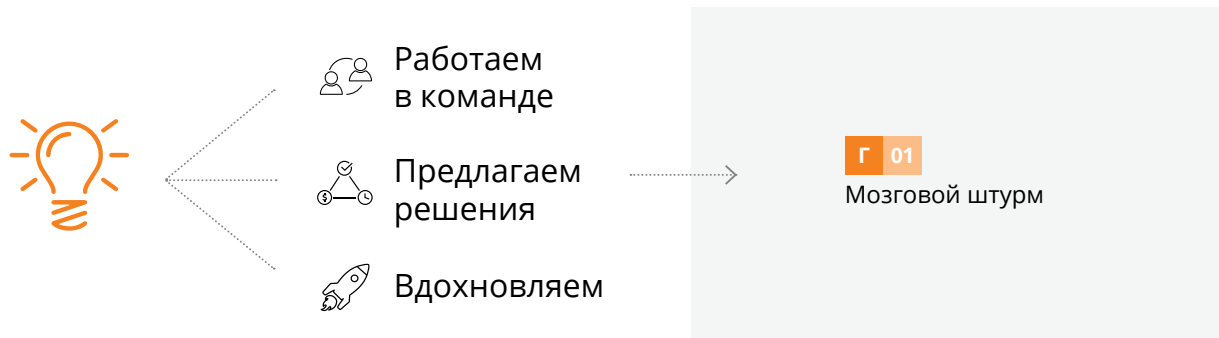 Работаем
в команде
Предлагаем
решения
Вдохновляем
Г 01
Мозговой штурм